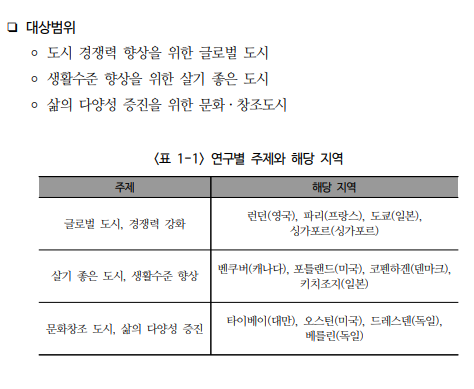 ❏ 대상범위
○ 도시 경쟁력 향상을 위한 글로벌 도시
○ 생활수준 향상을 위한 살기 좋은 도시
○ 삶의 다양성 증진을 위한 문화·창조도시
<표 1-1> 연구별 주제와 해당 지역
주제 해당 지역
글로벌 도시, 경쟁력 강화
런던(영국), 파리(프랑스), 도쿄(일본),
싱가포르(싱가포르)
살기 좋은 도시, 생활수준 향상
벤쿠버(캐나다), 포틀랜드(미국), 코펜하겐(덴마크),
키치조지(일본)
문화창조 도시, 삶의 다양성 증진
타이베이(대만), 오스틴(미국), 드레스덴(독일),
베를린(독일)